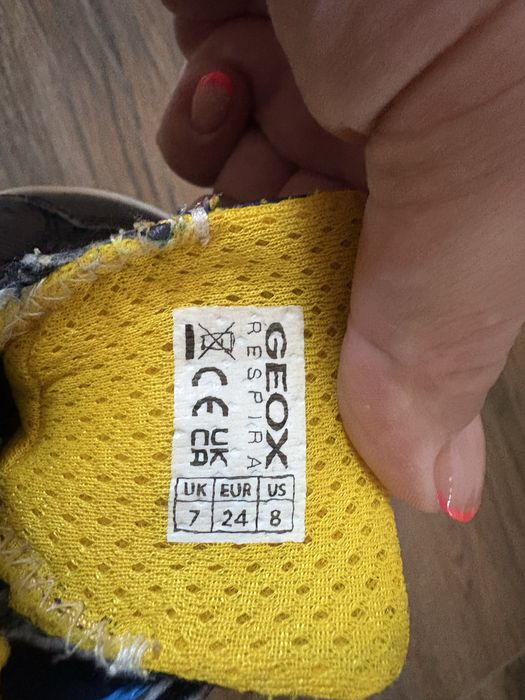 GEOX
RESPIRA
CE UK
CA
UK EUR US
7 24 8